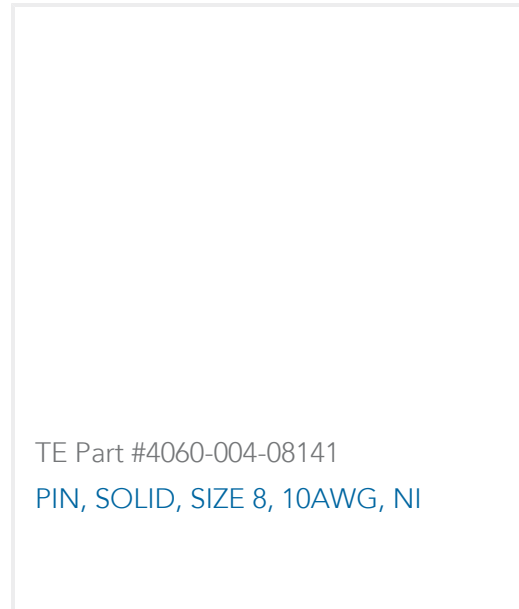 TE Part #4060-004-08141
PIN, SOLID, SIZE 8, 10AWG, NI